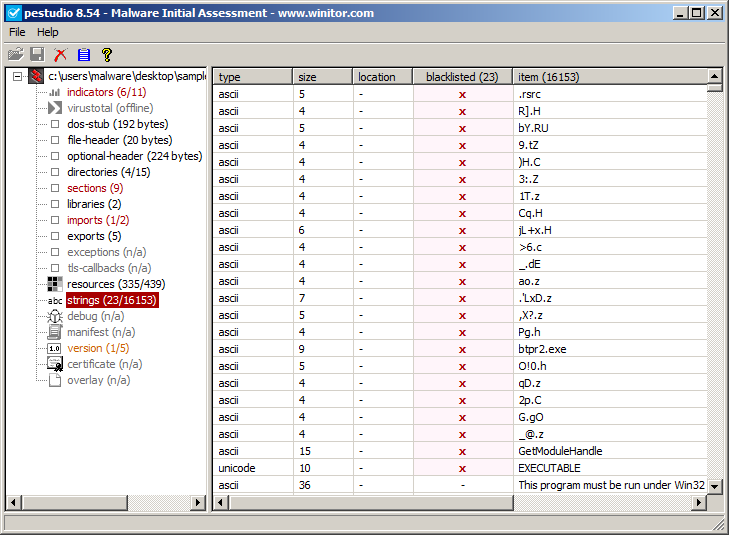 pestudio 8.54 - Malware Initial Assessment - www.winitor.com
File Help
c:\users\malware\desktop\sample
indicators (6/11)
virustotal (offline)
dos-stub (192 bytes)
file-header (20 bytes)
optional-header (224 bytes)
directories (4/15)
sections (9)
libraries (2)
imports (1/2)
exports (5)
exceptions (n/a)
tls-callbacks (n/a)
resources (335/439)
abc strings (23/16153)
debug (n/a)
manifest (n/a)
1.0 version (1/5)
certificate (n/a)
overlay (n/a)
type size location blacklisted (23) item (16153)
ascii 5 - x .rsrc
ascii 4 - x R].H
ascii 5 - x bY.RU
ascii 4 - x 9.tZ
ascii 4 - x )H.C
ascii 4 - x 3:.Z
ascii 4 - x 1T.z
ascii 4 - x Cq.H
ascii 6 - x jL+x.H
ascii 4 - x >6.c
ascii 4 - x _.dE
ascii 4 - x ao.z
ascii 7 - x .'LxD.z
ascii 5 - x ,X?.z
ascii 4 - x Pg.h
ascii 9 - x btpr2.exe
ascii 5 - x O!0.h
ascii 4 - x qD.z
ascii 4 - x 2p.C
ascii 4 - x G.gO
ascii 4 - x _@.z
ascii 15 - x GetModuleHandle
unicode 10 - x EXECUTABLE
ascii 36 - - This program must be run under Win32